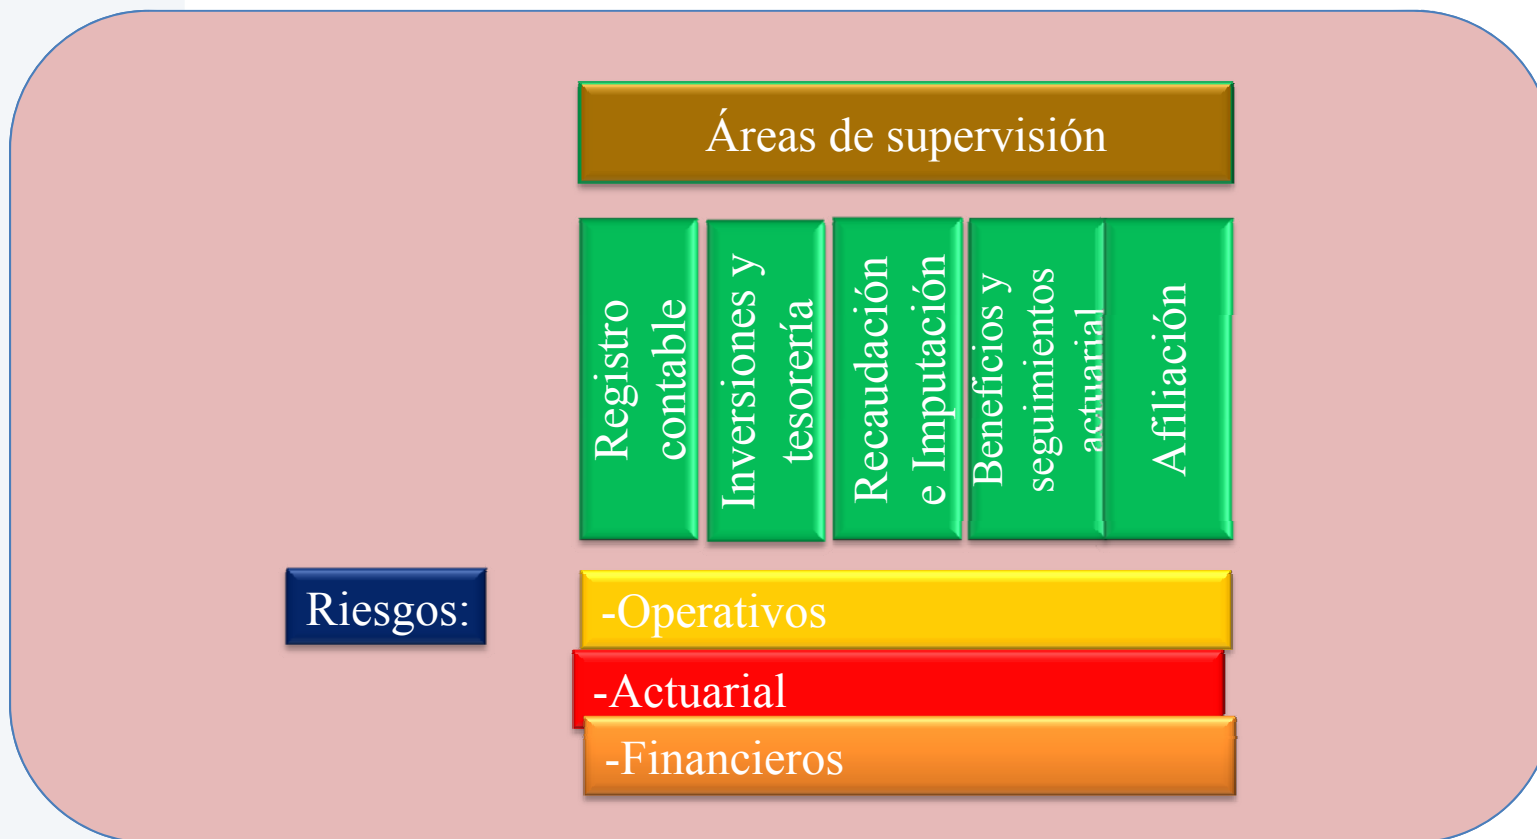 Áreas de supervisión
Registro
contable
Inversiones y
tesorería
Recaudación
e Imputación
Beneficios y
seguimientos
actuarial
Afiliación
Riesgos:
-Operativos
-Actuarial
-Financieros